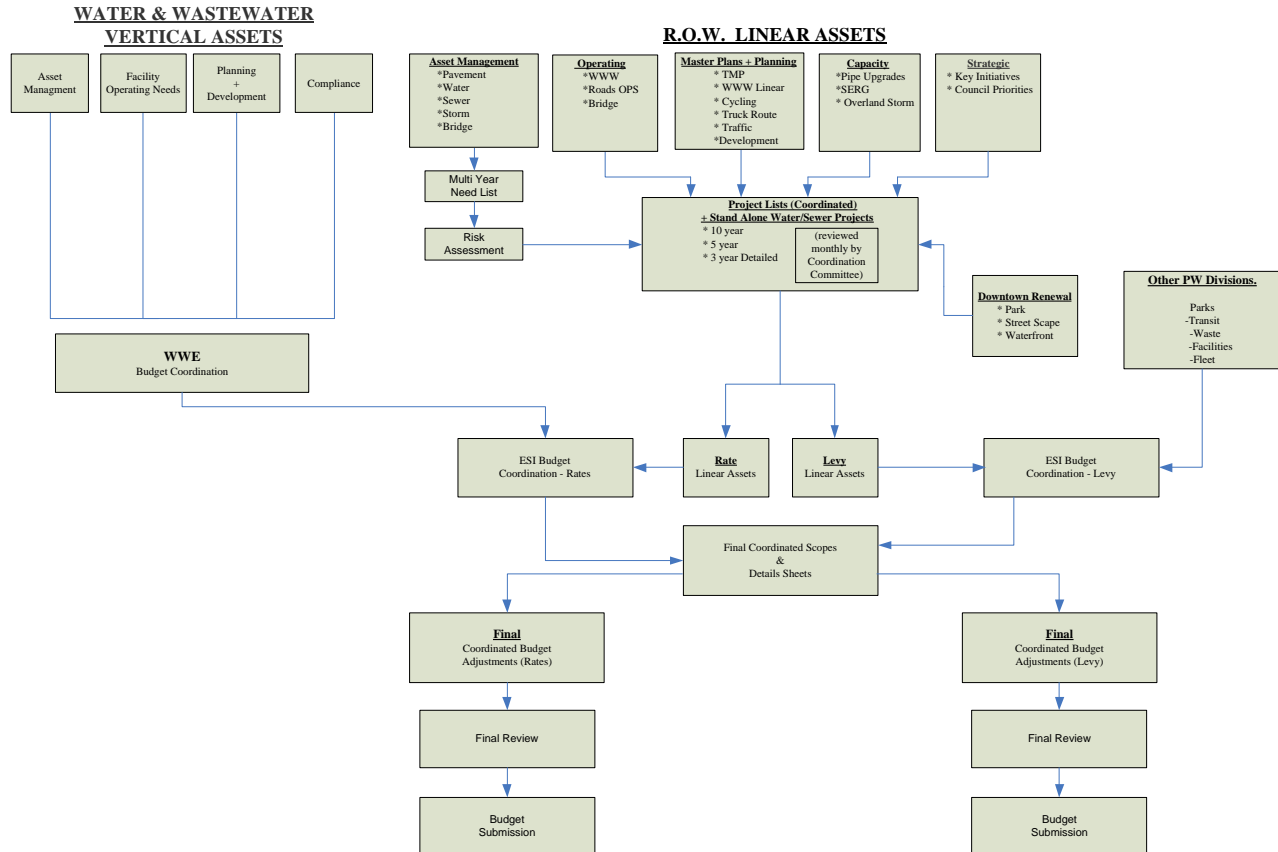 WATER & WASTEWATER
VERTICAL ASSETS
R.O.W. LINEAR ASSETS
Asset
Managment
Facility
Operating Needs
Planning
+
Development
Compliance
Asset Management
*Pavement
*Water
*Sewer
*Storm
*Bridge
Operating
*WWW
*Roads OPS
*Bridge
Master Plans + Planning
* TMP
* WWW Linear
* Cycling
* Truck Route
* Traffic
*Development
Capacity
*Pipe Upgrades
*SERG
* Overland Storm
Strategic
* Key Initiatives
* Council Priorities
Multi Year
Need List
Risk
Assessment
Project Lists (Coordinated)
+ Stand Alone Water/Sewer Projects
* 10 year
* 5 year
* 3 year Detailed
(reviewed
monthly by
Coordination
Committee)
Downtown Renewal
* Park
* Street Scape
* Waterfront
Other PW Divisions.
Parks
-Transit
-Waste
-Facilities
-Fleet
WWE
Budget Coordination
ESI Budget
Coordination - Rates
Rate
Linear Assets
Levy
Linear Assets
ESI Budget
Coordination - Levy
Final Coordinated Scopes
&
Details Sheets
Final
Coordinated Budget
Adjustments (Rates)
Final
Coordinated Budget
Adjustments (Levy)
Final Review
Final Review
Budget
Submission
Budget
Submission